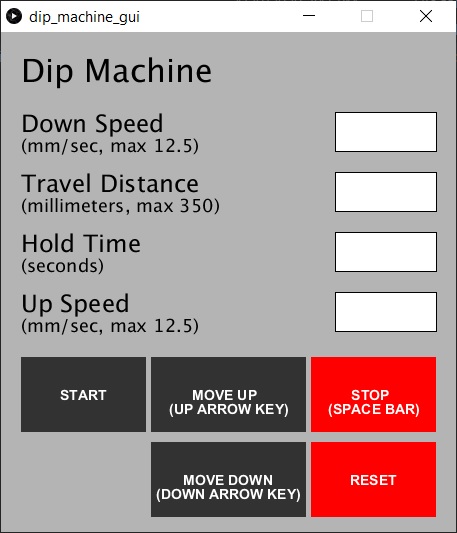 dip_machine_gui
Dip Machine
Down Speed
(mm/sec, max 12.5)
Travel Distance
(millimeters, max 350)
Hold Time
(seconds)
Up Speed
(mm/sec, max 12.5)
START
MOVE UP
(UP ARROW KEY)
STOP
(SPACE BAR)
MOVE DOWN
(DOWN ARROW KEY)
RESET